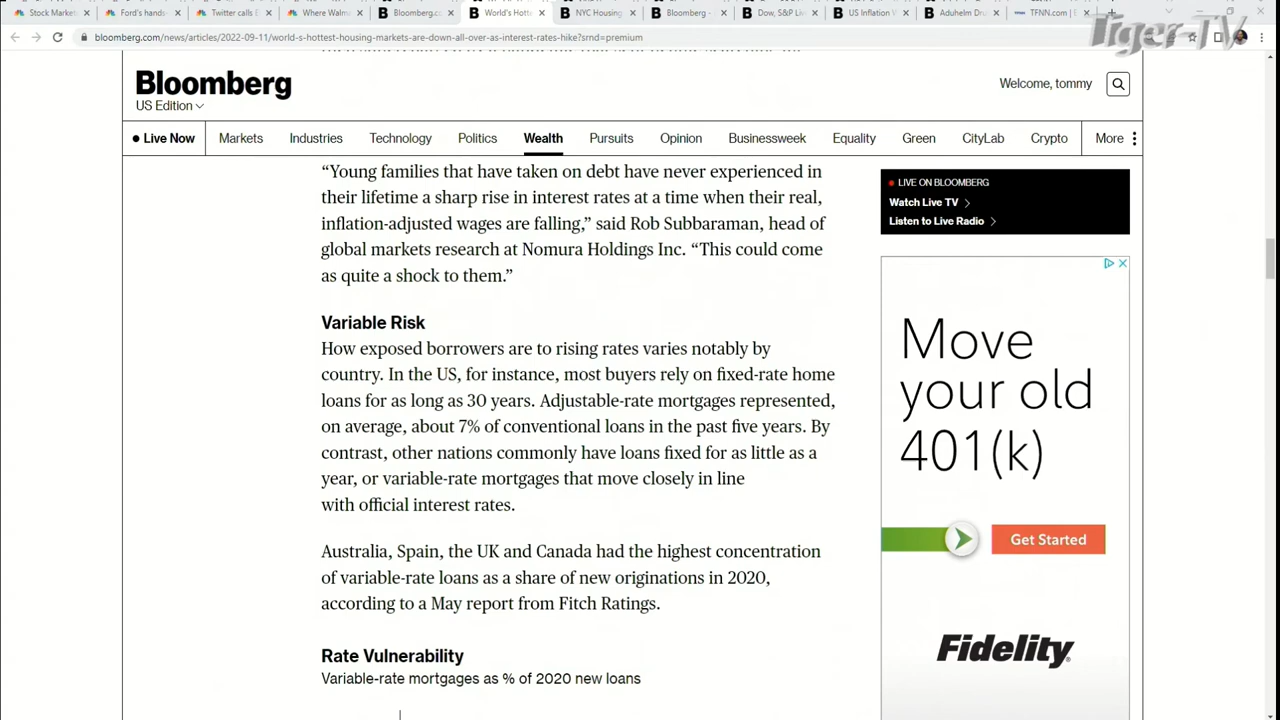 Stock Market
Ford's hands
Twitter calls E
Where Walm
Bloomberg.co
World's Hott
NYC Housing
Bloomberg -
Dow, S&P Li
US Inflation
Aduhelm Dru
TFNN.com | E
bloomberg.com/news/articles/2022-09-11/world-s-hottest-housing-markets-are-down-all-over-as-interest-rates-hike?srnd=premium
Tiger-TV
Bloomberg
US Edition
Welcome, tommy
Live Now
Markets
Industries
Technology
Politics
Wealth
Pursuits
Opinion
Businessweek
Equality
Green
CityLab
Crypto
More
“Young families that have taken on debt have never experienced in
their lifetime a sharp rise in interest rates at a time when their real,
inflation-adjusted wages are falling,” said Rob Subbaraman, head of
global markets research at Nomura Holdings Inc. “This could come
as quite a shock to them.”
Variable Risk
How exposed borrowers are to rising rates varies notably by
country. In the US, for instance, most buyers rely on fixed-rate home
loans for as long as 30 years. Adjustable-rate mortgages represented,
on average, about 7% of conventional loans in the past five years. By
contrast, other nations commonly have loans fixed for as little as a
year, or variable-rate mortgages that move closely in line
with official interest rates.
Australia, Spain, the UK and Canada had the highest concentration
of variable-rate loans as a share of new originations in 2020,
according to a May report from Fitch Ratings.
Rate Vulnerability
Variable-rate mortgages as % of 2020 new loans
LIVE ON BLOOMBERG
Watch Live TV
Listen to Live Radio
Move
your old
401(k)
Get Started
Fidelity